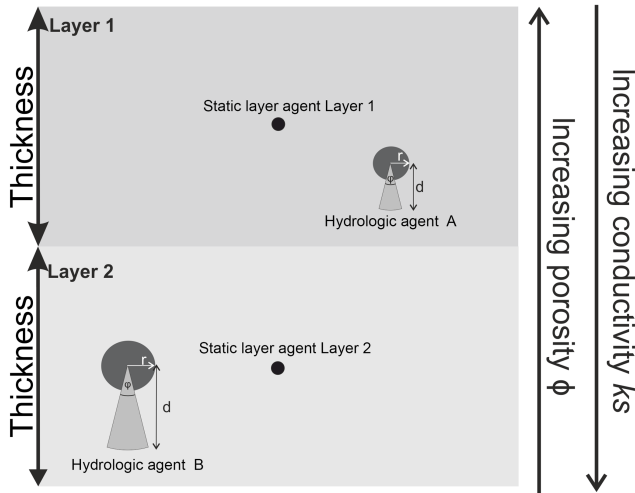 Layer 1
Thickness
Static layer agent Layer 1
r
φ
d
Hydrologic agent A
Layer 2
Thickness
Static layer agent Layer 2
r
φ
d
Hydrologic agent B
Increasing porosity ϕ
Increasing conductivity ks